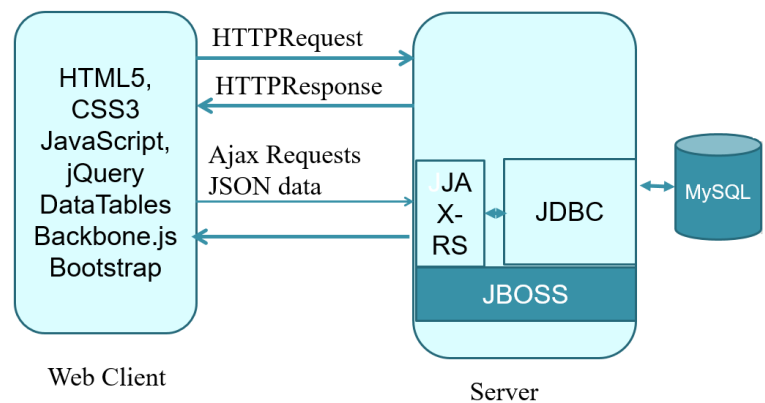 HTTPRequest
HTTPResponse
HTML5,
CSS3
JavaScript,
jQuery
DataTables
Backbone.js
Bootstrap
Ajax Requests
JSON data
JJA
X-
RS
JDBC
MySQL
JBOSS
Web Client
Server